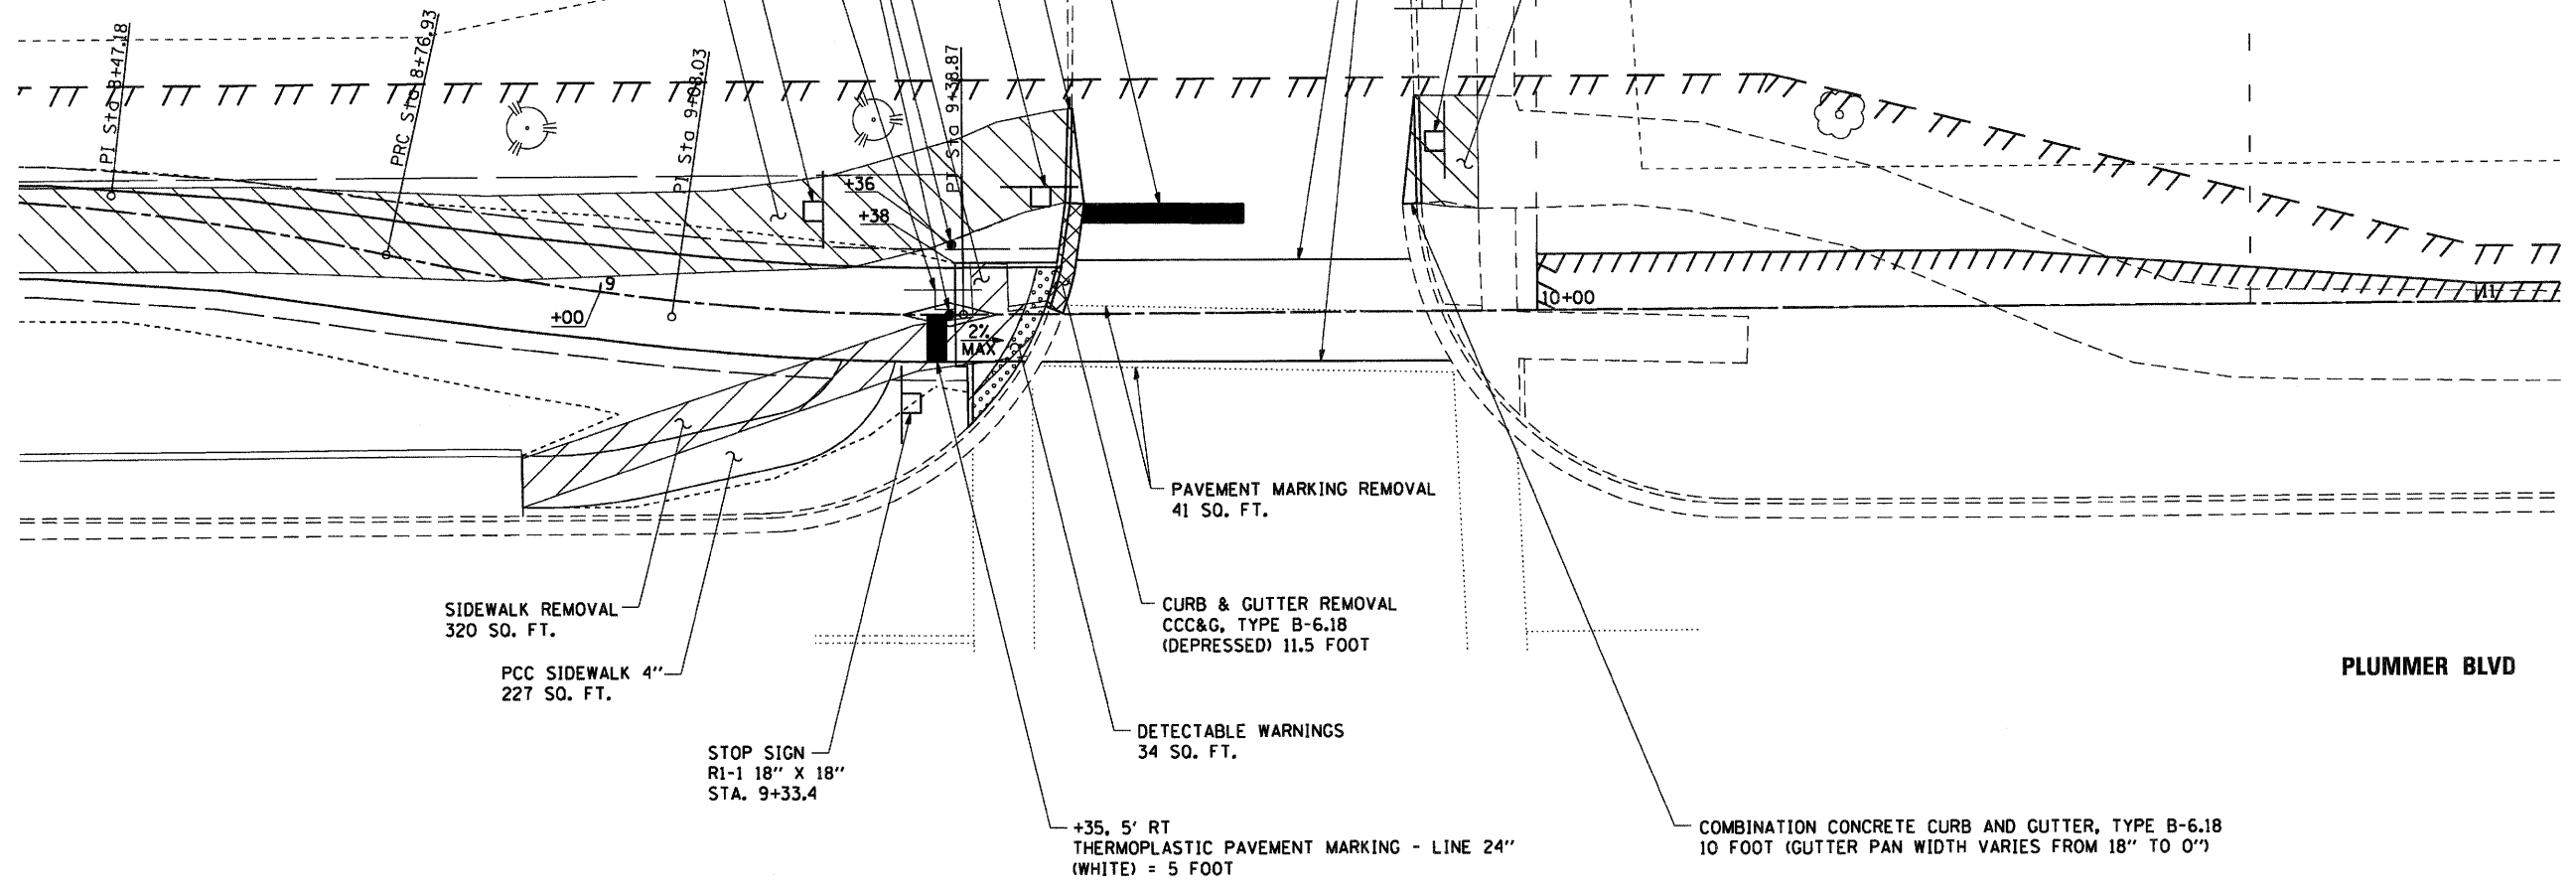 PI Sta 8+47.18
PRC Sta 8+76.93
PI Sta 9+08.03
PT Sta 9+38.87
+36
+38
9
+00
2%
MAX
10+00
11
PAVEMENT MARKING REMOVAL
41 SQ. FT.
SIDEWALK REMOVAL
320 SQ. FT.
CURB & GUTTER REMOVAL
CCC&G, TYPE B-6.18
(DEPRESSED) 11.5 FOOT
PCC SIDEWALK 4"
227 SQ. FT.
PLUMMER BLVD
DETECTABLE WARNINGS
34 SQ. FT.
STOP SIGN
R1-1 18" X 18"
STA. 9+33.4
+35, 5' RT
THERMOPLASTIC PAVEMENT MARKING - LINE 24"
(WHITE) = 5 FOOT
COMBINATION CONCRETE CURB AND GUTTER, TYPE B-6.18
10 FOOT (GUTTER PAN WIDTH VARIES FROM 18" TO 0")